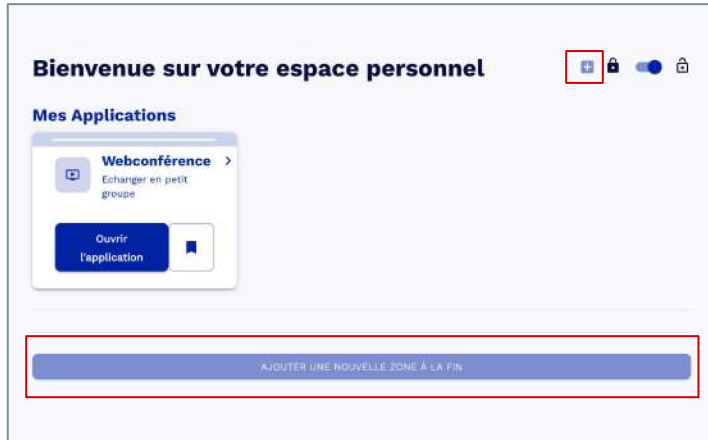 Bienvenue sur votre espace personnel
Mes Applications
Webconférence
Echanger en petit
groupe
Ouvrir
l'application
AJOUTER UNE NOUVELLE ZONE À LA FIN